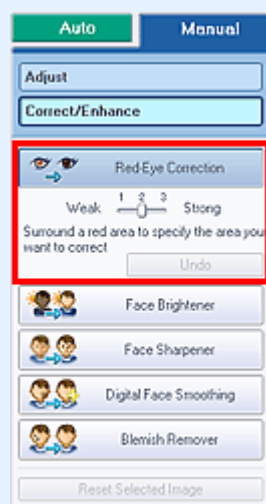 Auto Manual
Adjust
Correct/Enhance
Red-Eye Correction
1 2 3
Weak Strong
Surround a red area to specify the area you
want to correct
Undo
Face Brightener
Face Sharpener
Digital Face Smoothing
Blemish Remover
Reset Selected Image